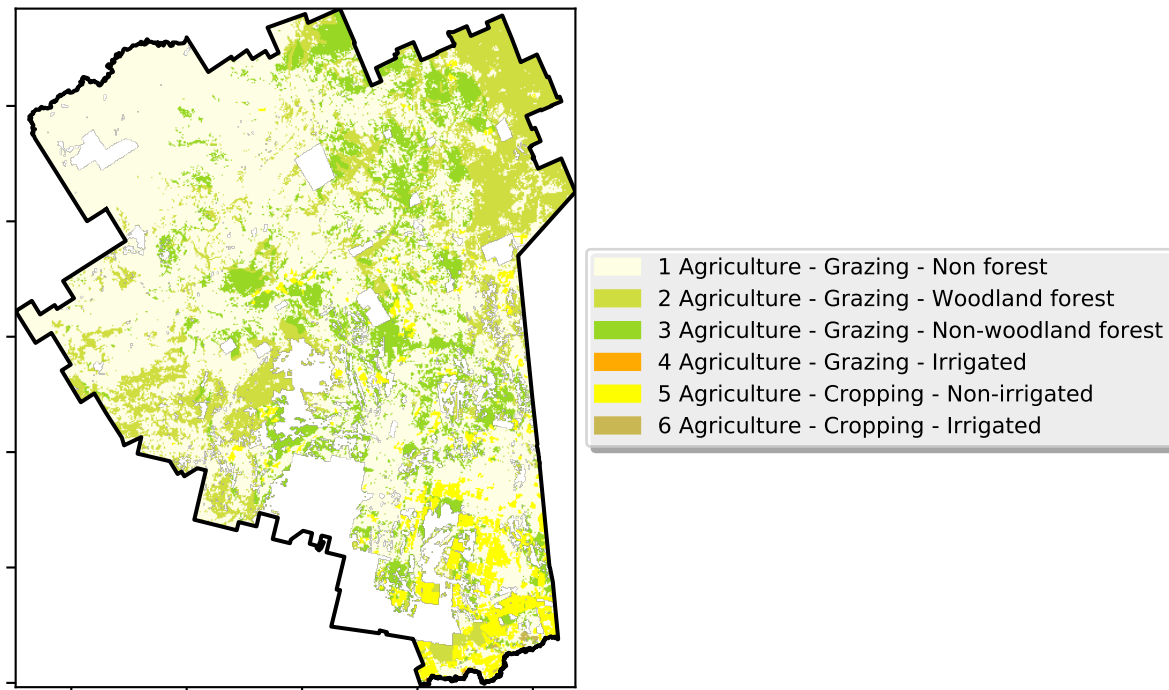 1 Agriculture - Grazing - Non forest
2 Agriculture - Grazing - Woodland forest
3 Agriculture - Grazing - Non-woodland forest
4 Agriculture - Grazing - Irrigated
5 Agriculture - Cropping - Non-irrigated
6 Agriculture - Cropping - Irrigated